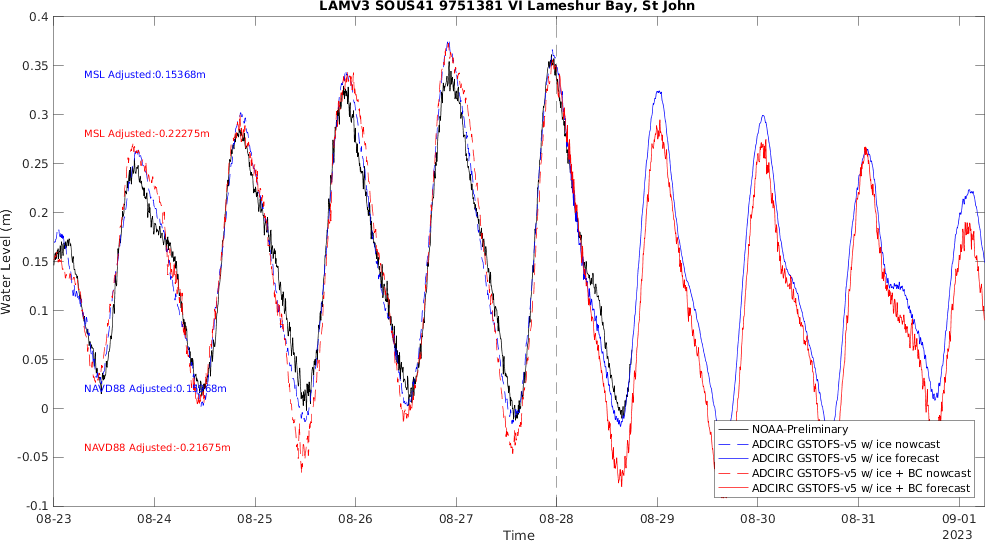 LAMV3 SOUS41 9751381 VI Lameshur Bay, St John
0.4
0.35
0.3
0.25
0.2
0.15
0.1
0.05
0
-0.05
-0.1
Water Level (m)
MSL Adjusted:0.15368m
MSL Adjusted:-0.22275m
NAVD88 Adjusted:0.15968m
NAVD88 Adjusted:-0.21675m
NOAA-Preliminary
ADCIRC GSTOFS-v5 w/ ice nowcast
ADCIRC GSTOFS-v5 w/ ice forecast
ADCIRC GSTOFS-v5 w/ ice + BC nowcast
ADCIRC GSTOFS-v5 w/ ice + BC forecast
08-23 08-24 08-25 08-26 08-27 08-28 08-29 08-30 08-31 09-01
2023
Time